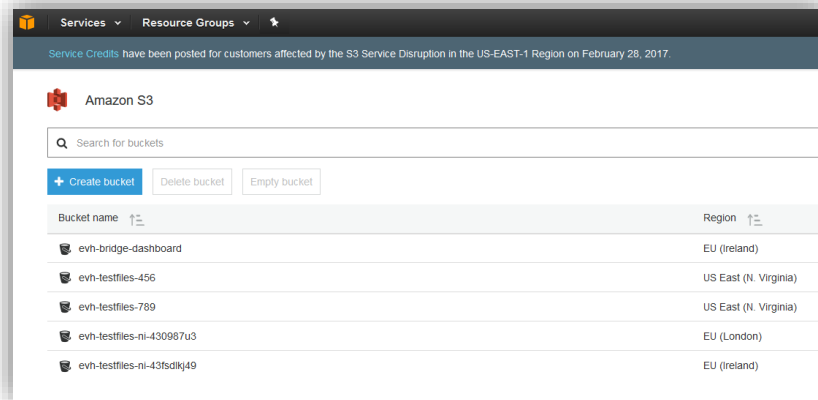 Services Resource Groups
Service Credits have been posted for customers affected by the S3 Service Disruption in the US-EAST-1 Region on February 28, 2017.
Amazon S3
Search for buckets
+ Create bucket Delete bucket Empty bucket
Bucket name Region
evh-bridge-dashboard EU (Ireland)
evh-testfiles-456 US East (N. Virginia)
evh-testfiles-789 US East (N. Virginia)
evh-testfiles-ni-430987u3 EU (London)
evh-testfiles-ni-43fsdlkj49 EU (Ireland)